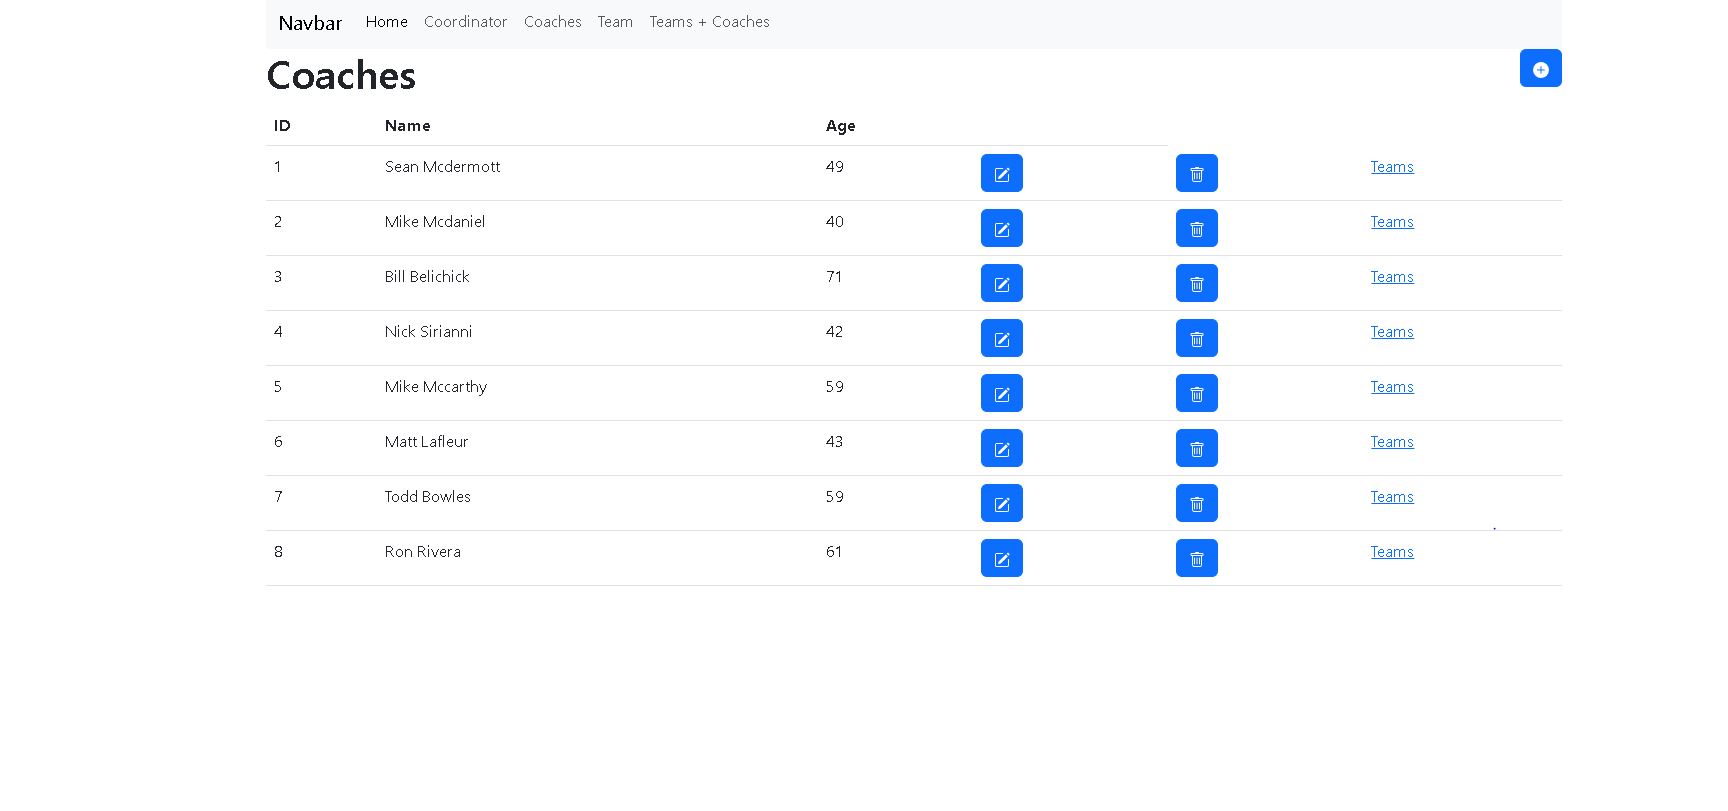 Navbar Home Coordinator Coaches Team Teams + Coaches
Coaches
ID Name Age
1 Sean Mcdermott 49 Teams
2 Mike Mcdaniel 40 Teams
3 Bill Belichick 71 Teams
4 Nick Sirianni 42 Teams
5 Mike Mccarthy 59 Teams
6 Matt Lafleur 43 Teams
7 Todd Bowles 59 Teams
8 Ron Rivera 61 Teams